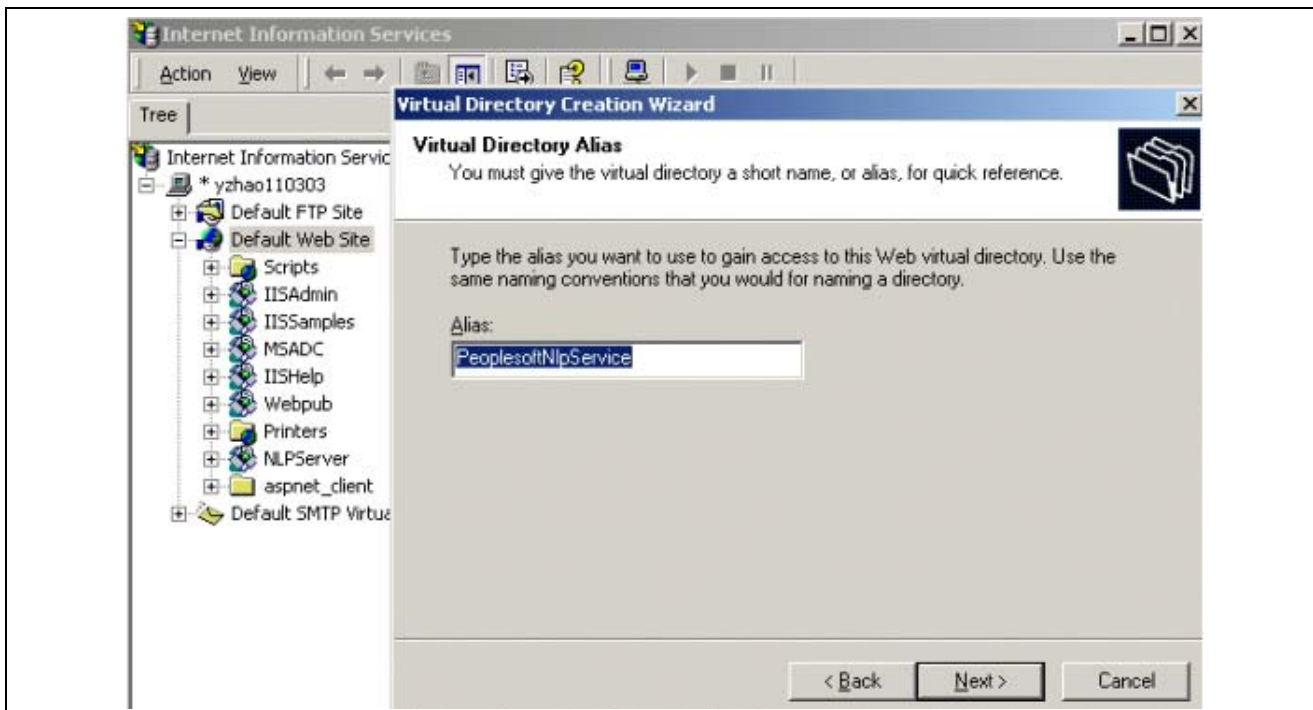 Internet Information Services
Action View
Tree
Internet Information Servic
* yzhao110303
Default FTP Site
Default Web Site
Scripts
IISAdmin
IISSamples
MSADC
IISHelp
Webpub
Printers
NLPServer
aspnet_client
Default SMTP Virtua
Virtual Directory Creation Wizard
Virtual Directory Alias
You must give the virtual directory a short name, or alias, for quick reference.
Type the alias you want to use to gain access to this Web virtual directory. Use the
same naming conventions that you would for naming a directory.
Alias:
PeoplesoftNlpService
< Back Next > Cancel